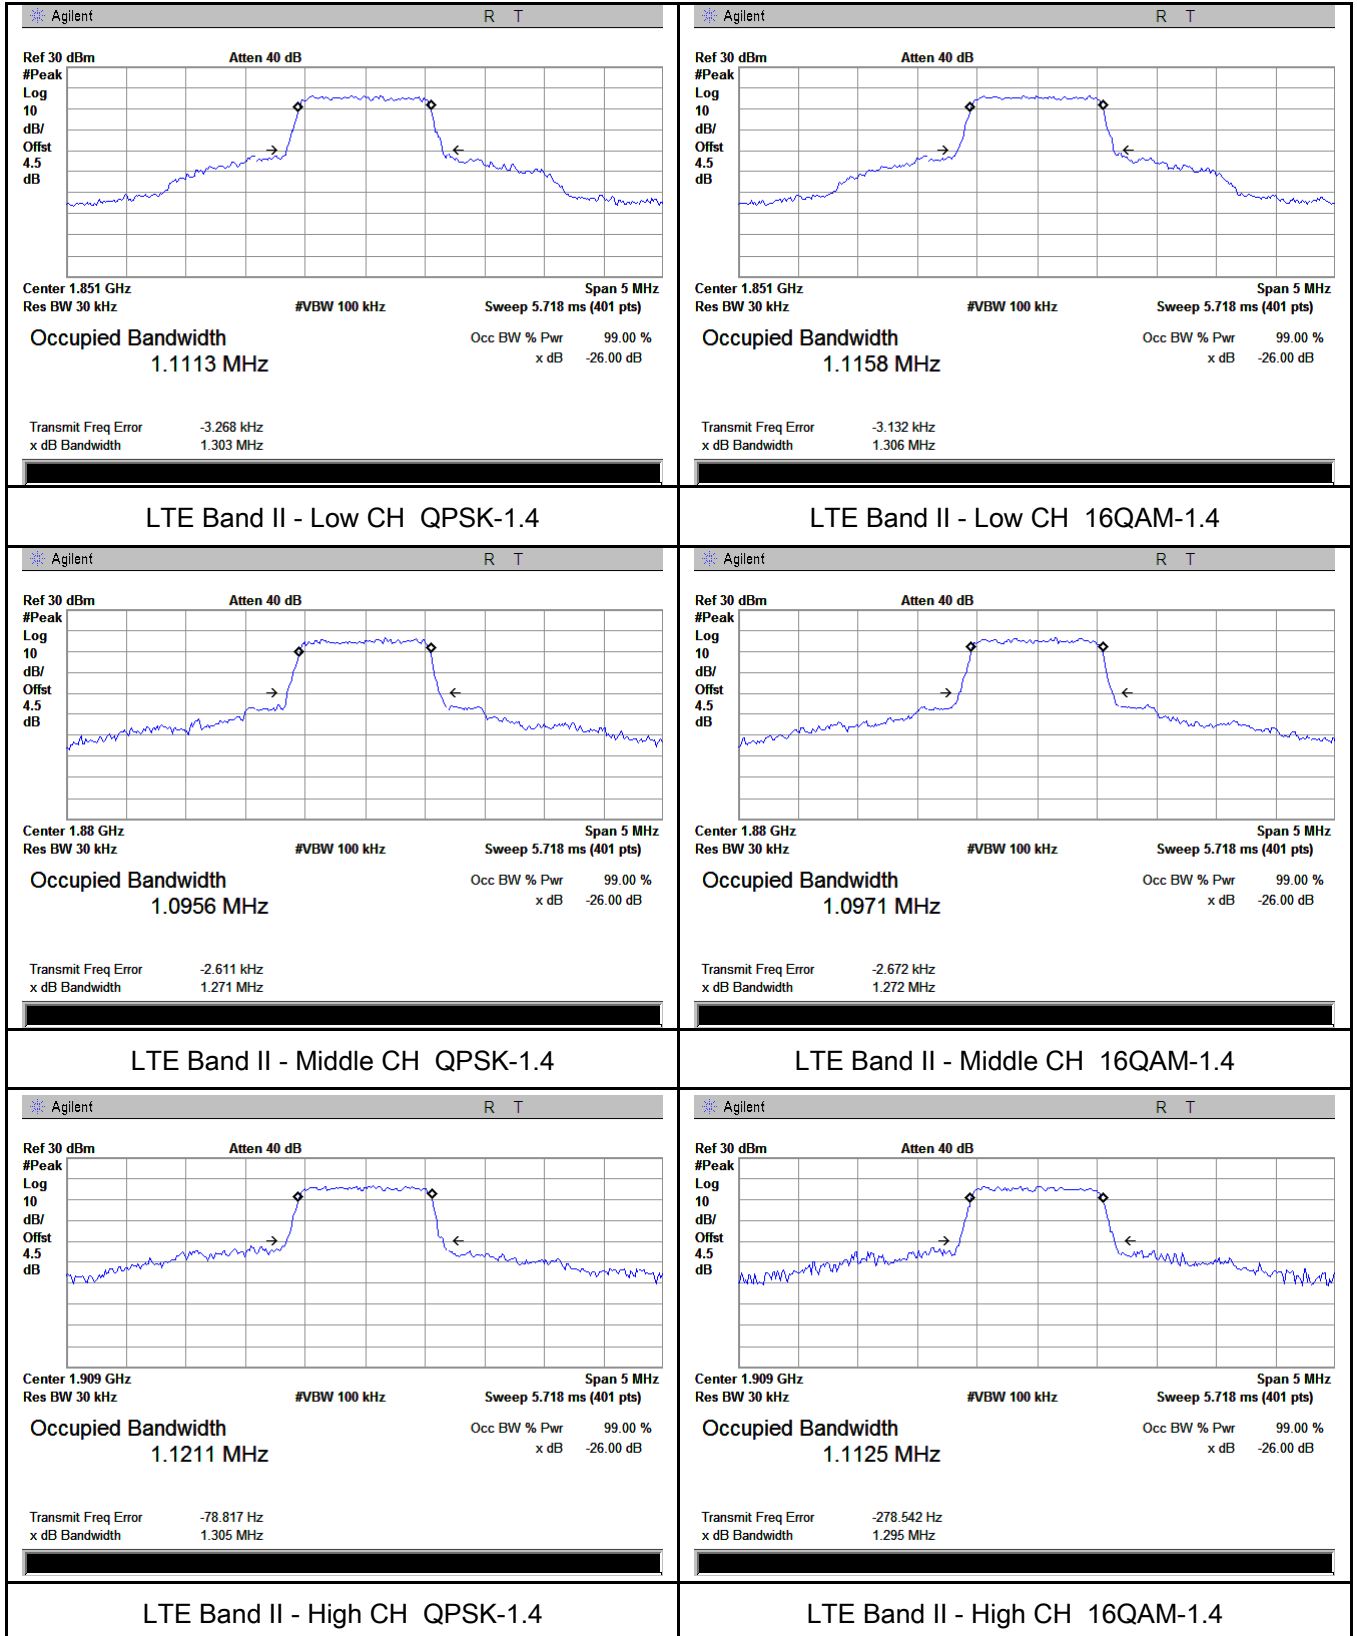 Agilent R T
Ref 30 dBm Atten 40 dB
#Peak
Log
10
dB/
Offst
4.5
dB
Center 1.851 GHz Span 5 MHz
Res BW 30 kHz #VBW 100 kHz Sweep 5.718 ms (401 pts)
Occupied Bandwidth Occ BW % Pwr 99.00 %
1.1113 MHz x dB -26.00 dB
Transmit Freq Error -3.268 kHz
x dB Bandwidth 1.303 MHz
LTE Band II - Low CH QPSK-1.4
Agilent R T
Ref 30 dBm Atten 40 dB
#Peak
Log
10
dB/
Offst
4.5
dB
Center 1.851 GHz Span 5 MHz
Res BW 30 kHz #VBW 100 kHz Sweep 5.718 ms (401 pts)
Occupied Bandwidth Occ BW % Pwr 99.00 %
1.1158 MHz x dB -26.00 dB
Transmit Freq Error -3.132 kHz
x dB Bandwidth 1.306 MHz
LTE Band II - Low CH 16QAM-1.4
Agilent R T
Ref 30 dBm Atten 40 dB
#Peak
Log
10
dB/
Offst
4.5
dB
Center 1.88 GHz Span 5 MHz
Res BW 30 kHz #VBW 100 kHz Sweep 5.718 ms (401 pts)
Occupied Bandwidth Occ BW % Pwr 99.00 %
1.0956 MHz x dB -26.00 dB
Transmit Freq Error -2.611 kHz
x dB Bandwidth 1.271 MHz
LTE Band II - Middle CH QPSK-1.4
Agilent R T
Ref 30 dBm Atten 40 dB
#Peak
Log
10
dB/
Offst
4.5
dB
Center 1.88 GHz Span 5 MHz
Res BW 30 kHz #VBW 100 kHz Sweep 5.718 ms (401 pts)
Occupied Bandwidth Occ BW % Pwr 99.00 %
1.0971 MHz x dB -26.00 dB
Transmit Freq Error -2.672 kHz
x dB Bandwidth 1.272 MHz
LTE Band II - Middle CH 16QAM-1.4
Agilent R T
Ref 30 dBm Atten 40 dB
#Peak
Log
10
dB/
Offst
4.5
dB
Center 1.909 GHz Span 5 MHz
Res BW 30 kHz #VBW 100 kHz Sweep 5.718 ms (401 pts)
Occupied Bandwidth Occ BW % Pwr 99.00 %
1.1211 MHz x dB -26.00 dB
Transmit Freq Error -78.817 Hz
x dB Bandwidth 1.305 MHz
LTE Band II - High CH QPSK-1.4
Agilent R T
Ref 30 dBm Atten 40 dB
#Peak
Log
10
dB/
Offst
4.5
dB
Center 1.909 GHz Span 5 MHz
Res BW 30 kHz #VBW 100 kHz Sweep 5.718 ms (401 pts)
Occupied Bandwidth Occ BW % Pwr 99.00 %
1.1125 MHz x dB -26.00 dB
Transmit Freq Error -278.542 Hz
x dB Bandwidth 1.295 MHz
LTE Band II - High CH 16QAM-1.4